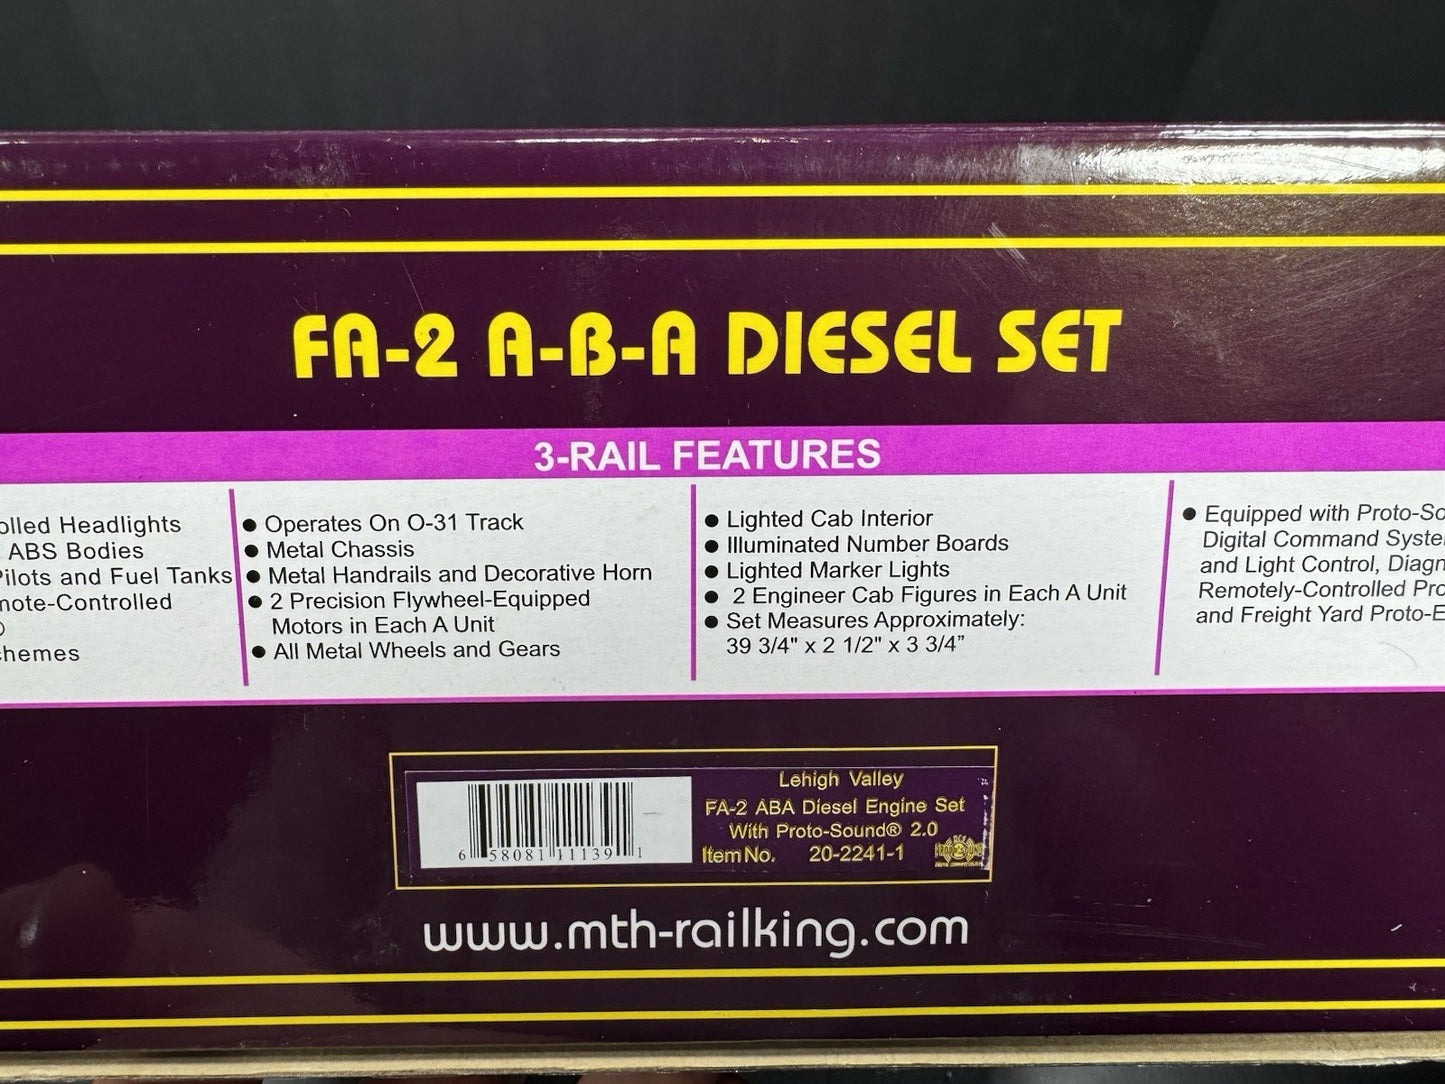 FA-2 A-B-A DIESEL SET
3-RAIL FEATURES
olled Headlights
ABS Bodies
Pilots and Fuel Tanks
mote-Controlled
chemes
● Operates On O-31 Track
● Metal Chassis
● Metal Handrails and Decorative Horn
● 2 Precision Flywheel-Equipped
Motors in Each A Unit
● All Metal Wheels and Gears
● Lighted Cab Interior
● Illuminated Number Boards
● Lighted Marker Lights
● 2 Engineer Cab Figures in Each A Unit
● Set Measures Approximately:
39 3/4" x 2 1/2" x 3 3/4”
● Equipped with Proto-So
Digital Command Syste
and Light Control, Diagn
Remotely-Controlled Pro
and Freight Yard Proto-E
6 58081 11139 1
Lehigh Valley
FA-2 ABA Diesel Engine Set
With Proto-Sound® 2.0
Item No. 20-2241-1
www.mth-railking.com